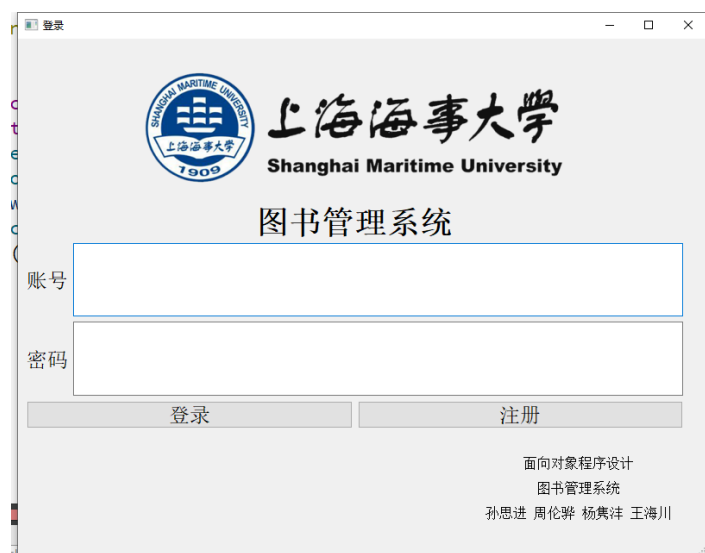 登录
SHANGHAI MARITIME UNIVERSITY
上海海事大学
1909
上海海事大學
Shanghai Maritime University
图书管理系统
账号
密码
登录 注册
面向对象程序设计
图书管理系统
孙思进 周伦骅 杨隽沣 王海川